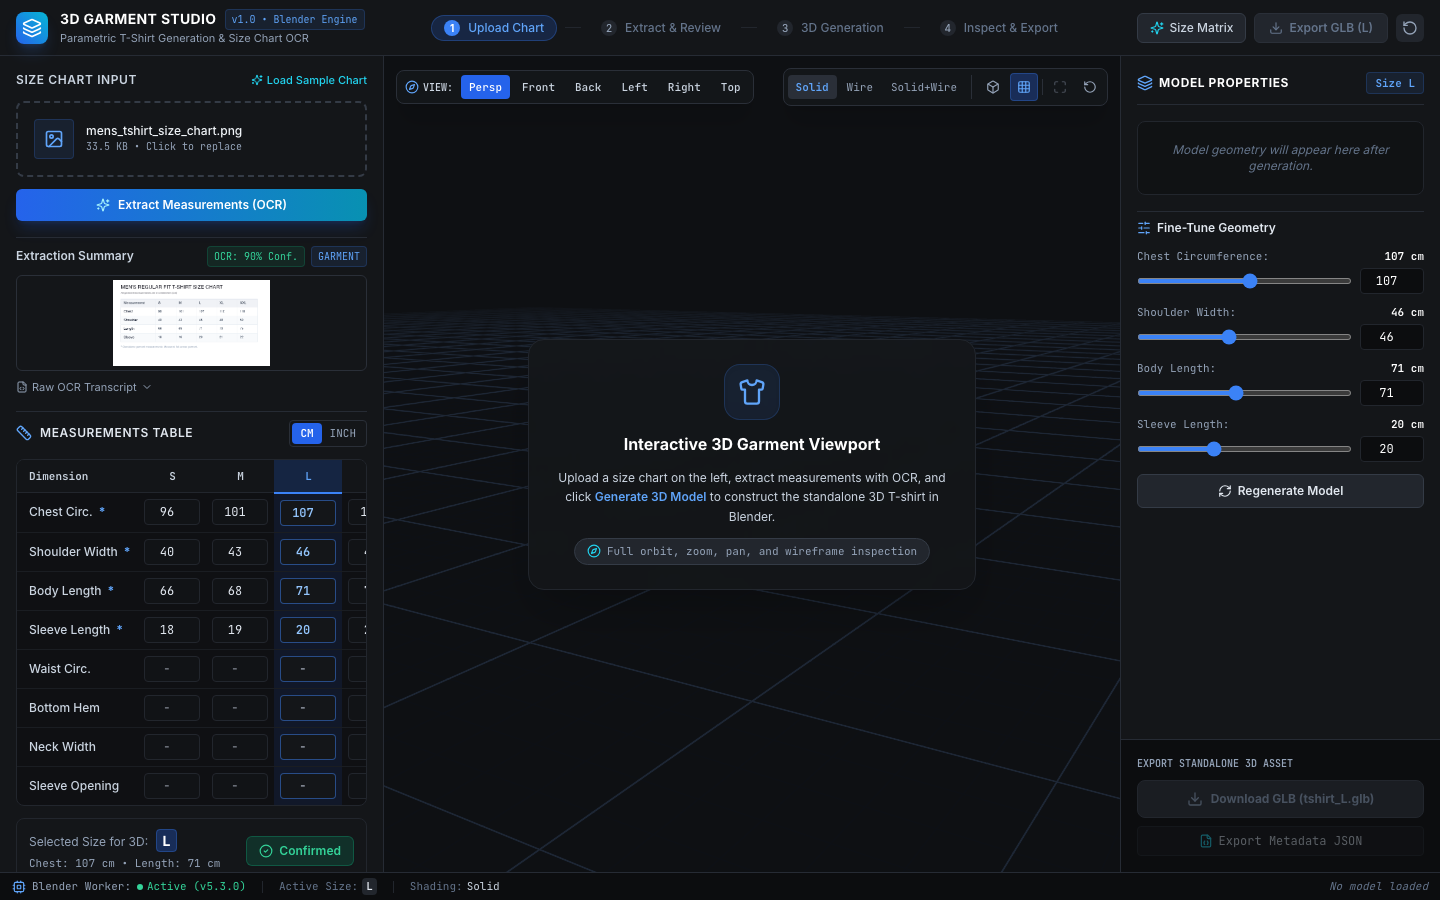 3D GARMENT STUDIO
v1.0 • Blender Engine
Parametric T-Shirt Generation & Size Chart OCR
1 Upload Chart
2 Extract & Review
3 3D Generation
4 Inspect & Export
Size Matrix
Export GLB (L)
SIZE CHART INPUT
Load Sample Chart
mens_tshirt_size_chart.png
33.5 KB • Click to replace
Extract Measurements (OCR)
Extraction Summary
OCR: 90% Conf.
GARMENT
MEN'S REGULAR FIT T-SHIRT SIZE CHART
Raw OCR Transcript
MEASUREMENTS TABLE
CM INCH
Dimension S M L
Chest Circ. * 96 101 107
Shoulder Width * 40 43 46
Body Length * 66 68 71
Sleeve Length * 18 19 20
Waist Circ. - - -
Bottom Hem - - -
Neck Width - - -
Sleeve Opening - - -
Selected Size for 3D: L
Chest: 107 cm • Length: 71 cm
Confirmed
VIEW: Persp Front Back Left Right Top
Solid Wire Solid+Wire
Interactive 3D Garment Viewport
Upload a size chart on the left, extract measurements with OCR, and
click Generate 3D Model to construct the standalone 3D T-shirt in
Blender.
Full orbit, zoom, pan, and wireframe inspection
MODEL PROPERTIES
Size L
Model geometry will appear here after
generation.
Fine-Tune Geometry
Chest Circumference: 107 cm
107
Shoulder Width: 46 cm
46
Body Length: 71 cm
71
Sleeve Length: 20 cm
20
Regenerate Model
EXPORT STANDALONE 3D ASSET
Download GLB (tshirt_L.glb)
Export Metadata JSON
Blender Worker: Active (v5.3.0)
Active Size: L
Shading: Solid
No model loaded